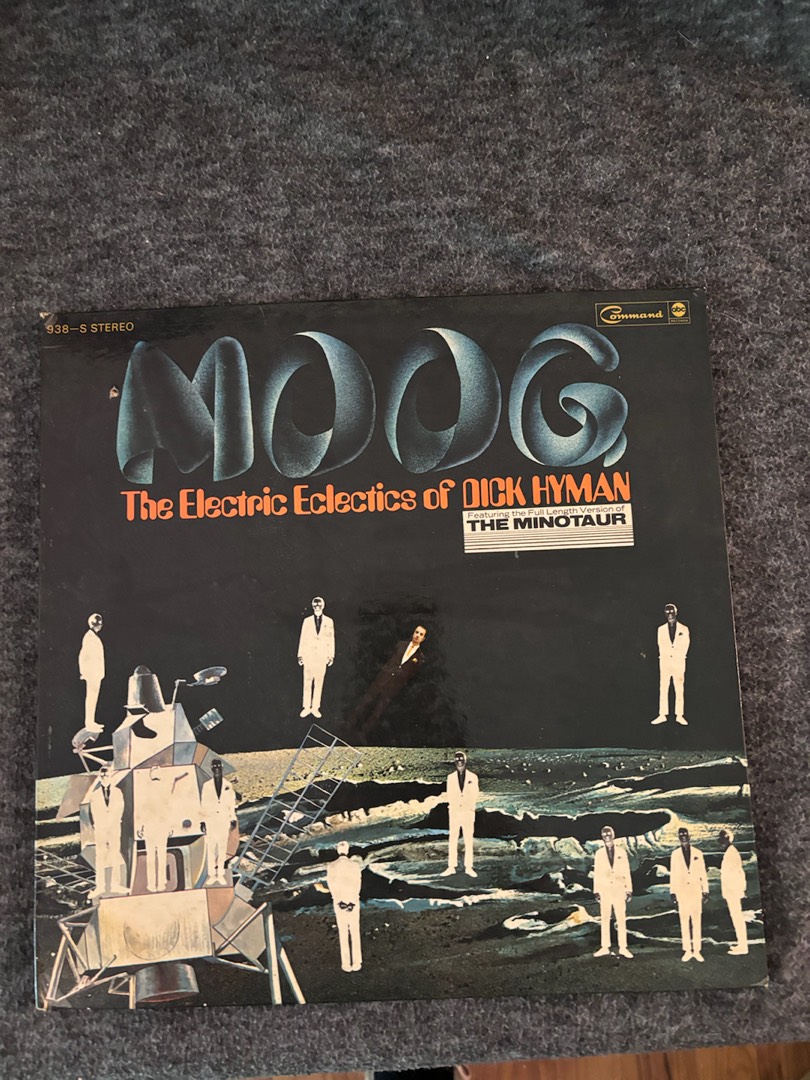 938-S STEREO
Command
abc
RECORDS
MOOG
The Electric Eclectics of DICK HYMAN
Featuring the Full Length Version of
THE MINOTAUR